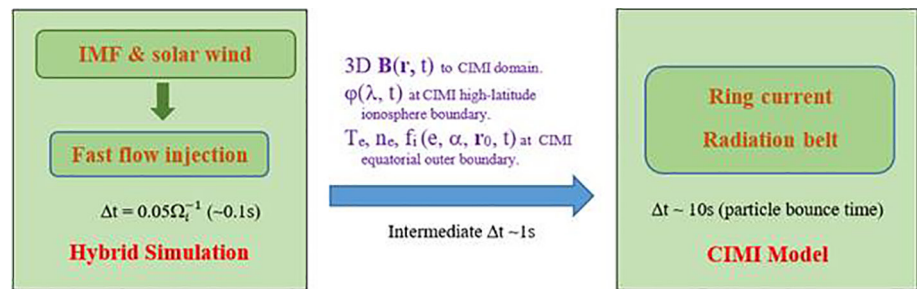 IMF & solar wind
Fast flow injection
Δt = 0.05Ωᵢ⁻¹ (~0.1s)
Hybrid Simulation
3D B(r, t) to CIMI domain.
φ(λ, t) at CIMI high-latitude
ionosphere boundary.
Tₑ, nₑ, fᵢ (e, α, r₀, t) at CIMI
equatorial outer boundary.
Intermediate Δt ~1s
Ring current
Radiation belt
Δt ~ 10s (particle bounce time)
CIMI Model